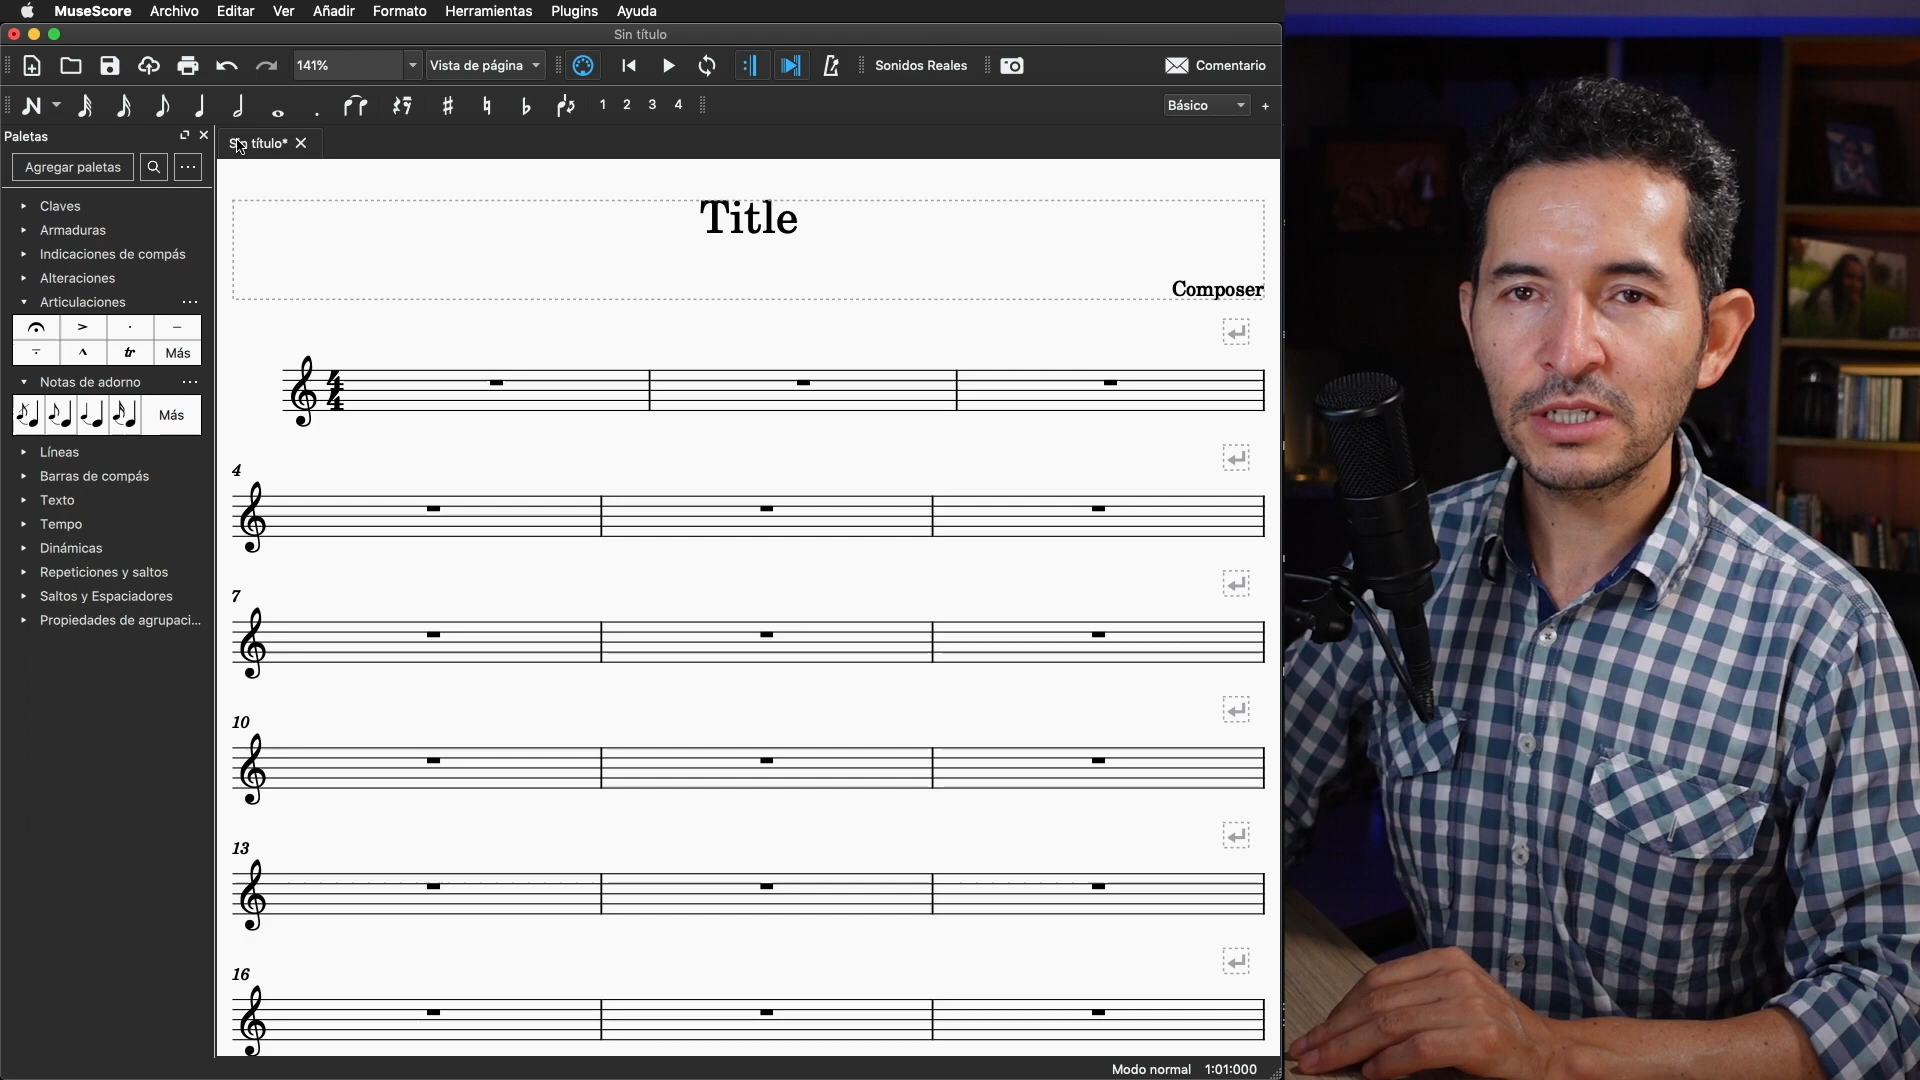 MuseScore Archivo Editar Ver Añadir Formato Herramientas Plugins Ayuda
Sin título
141% Vista de página Sonidos Reales Comentario
1 2 3 4 Básico +
Paletas
Sin título*
Agregar paletas ...
Claves
Armaduras
Indicaciones de compás
Alteraciones
Articulaciones ...
tr Más
Notas de adorno ...
Más
Líneas
Barras de compás
Texto
Tempo
Dinámicas
Repeticiones y saltos
Saltos y Espaciadores
Propiedades de agrupaci...
Title
Composer
4
4
4
7
10
13
16
Modo normal 1:01:000